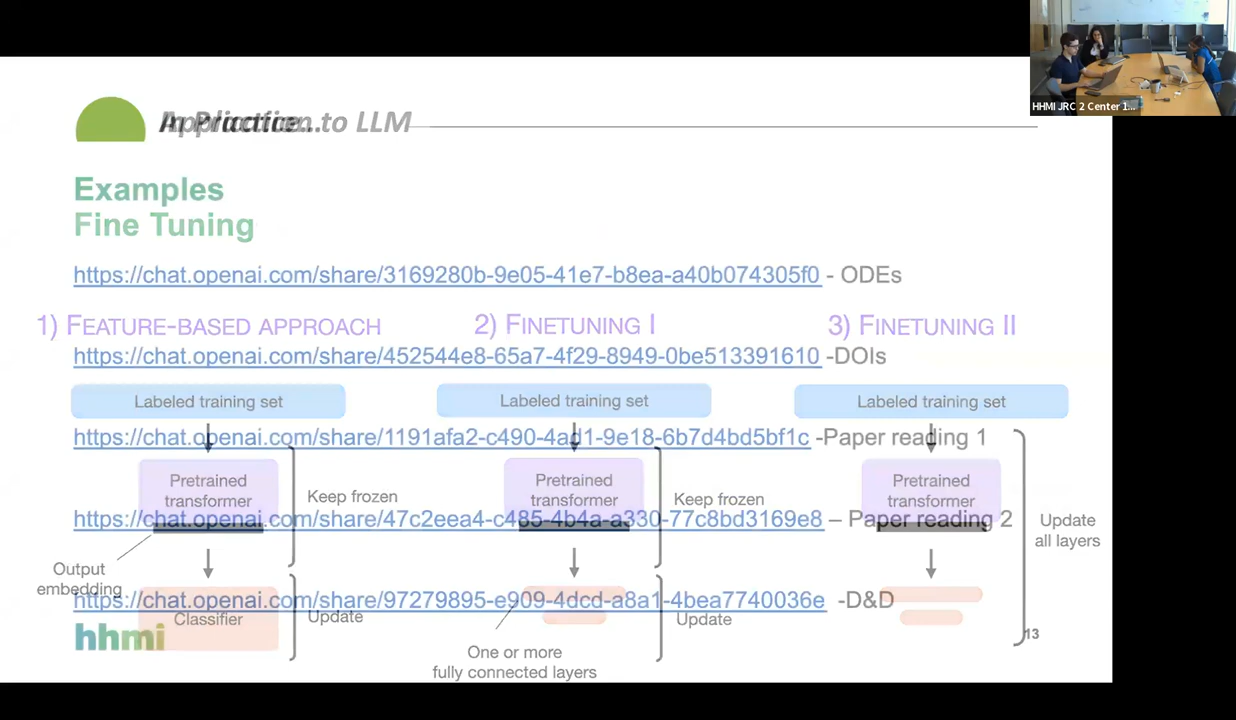 HHMI JRC 2 Center 1...
In Practice...
Application to LLM
Examples
Fine Tuning
https://chat.openai.com/share/3169280b-9e05-41e7-b8ea-a40b074305f0 - ODEs
1) FEATURE-BASED APPROACH 2) FINETUNING I 3) FINETUNING II
https://chat.openai.com/share/452544e8-65a7-4f29-8949-0be513391610 -DOIs
Labeled training set Labeled training set Labeled training set
https://chat.openai.com/share/1191afa2-c490-4ad1-9e18-6b7d4bd5bf1c -Paper reading 1
Pretrained Pretrained Pretrained
transformer Keep frozen transformer Keep frozen transformer
https://chat.openai.com/share/47c2eea4-c485-4b4a-a330-77c8bd3169e8 – Paper reading 2
Update
all layers
Output
embedding
https://chat.openai.com/share/97279895-e909-4dcd-a8a1-4bea7740036e -D&D
Classifier Update Update
hhmi 13
One or more
fully connected layers